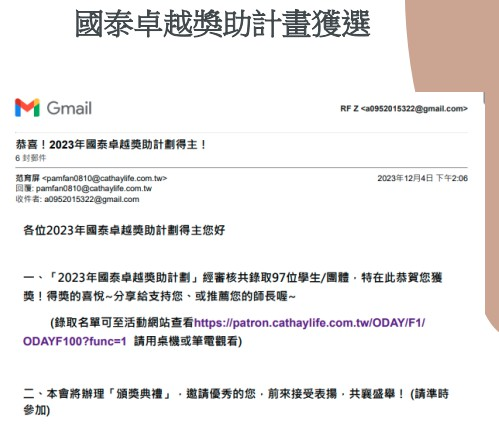 國泰卓越獎助計畫獲選
Gmail
RF Z <a0952015322@gmail.com>
恭喜！2023年國泰卓越獎助計劃得主！
6 封郵件
范育屏 <pamfan0810@cathaylife.com.tw>
2023年12月4日 下午2:06
回覆: pamfan0810@cathaylife.com.tw
收件者: a0952015322@gmail.com
各位2023年國泰卓越獎助計劃得主您好
一、「2023年國泰卓越獎助計劃」經審核共錄取97位學生/團體，特在此恭賀您獲
獎！得獎的喜悅~分享給支持您、或推薦您的師長喔~
(錄取名單可至活動網站查看https://patron.cathaylife.com.tw/ODAY/F1/
ODAYF100?func=1 請用桌機或筆電觀看)
二、本會將辦理「頒獎典禮」，邀請優秀的您，前來接受表揚，共襄盛舉！ (請準時
參加)